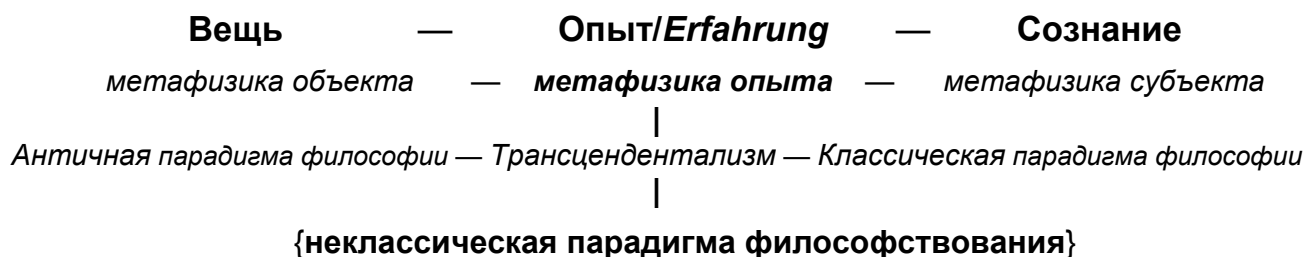 Вещь — Опыт/Erfahrung — Сознание
метафизика объекта — метафизика опыта — метафизика субъекта
|
Античная парадигма философии — Трансцендентализм — Классическая парадигма философии
|
{неклассическая парадигма философствования}